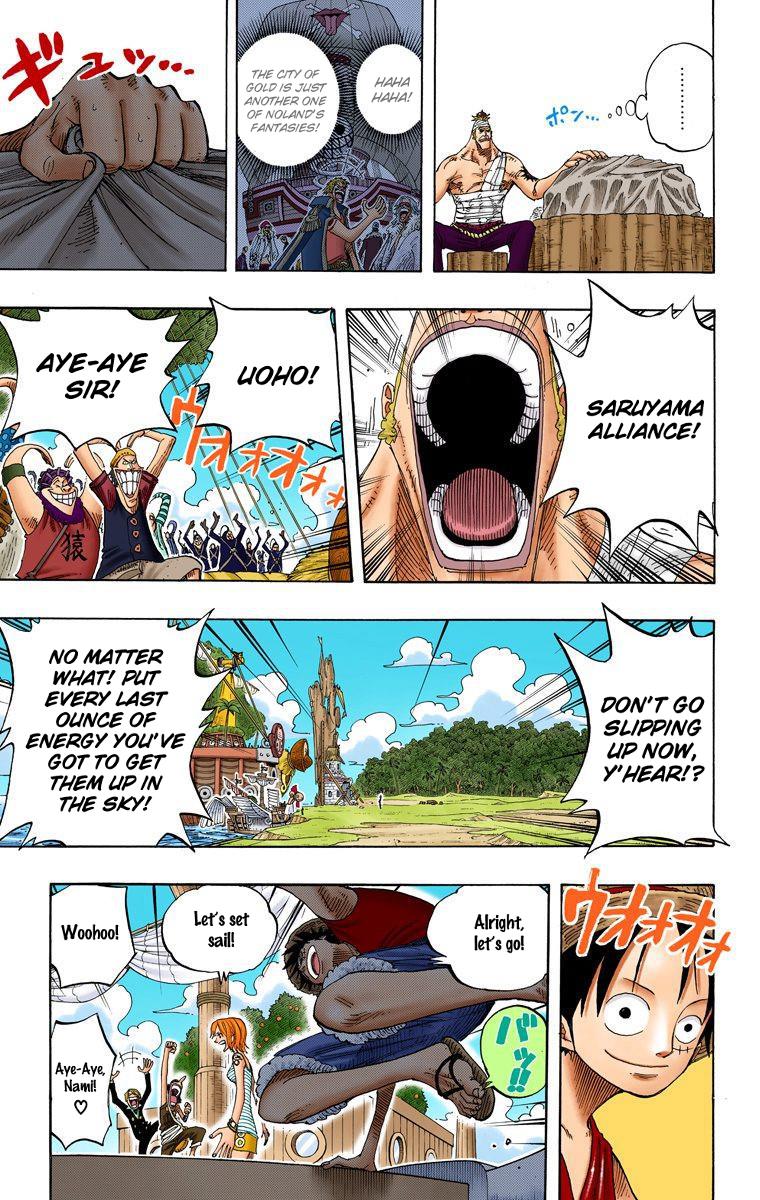 .........
ポン...
HAHA
HAHA!
THE CITY OF
GOLD IS JUST
ANOTHER ONE
OF NOLAND'S
FANTASIES!
ギュッ...
SARUYAMA
ALLIANCE!
UOHO!
AYE-AYE
SIR!
ウオオオオ
猿
DON'T GO
SLIPPING
UP NOW,
Y'HEAR!?
NO MATTER
WHAT! PUT
EVERY LAST
OUNCE OF
ENERGY YOU'VE
GOT TO GET
THEM UP IN
THE SKY!
ウオオオオ
Alright,
let's go!
Let's set
sail!
Woohoo!
バッ!!
Aye-Aye,
Nami!
♡